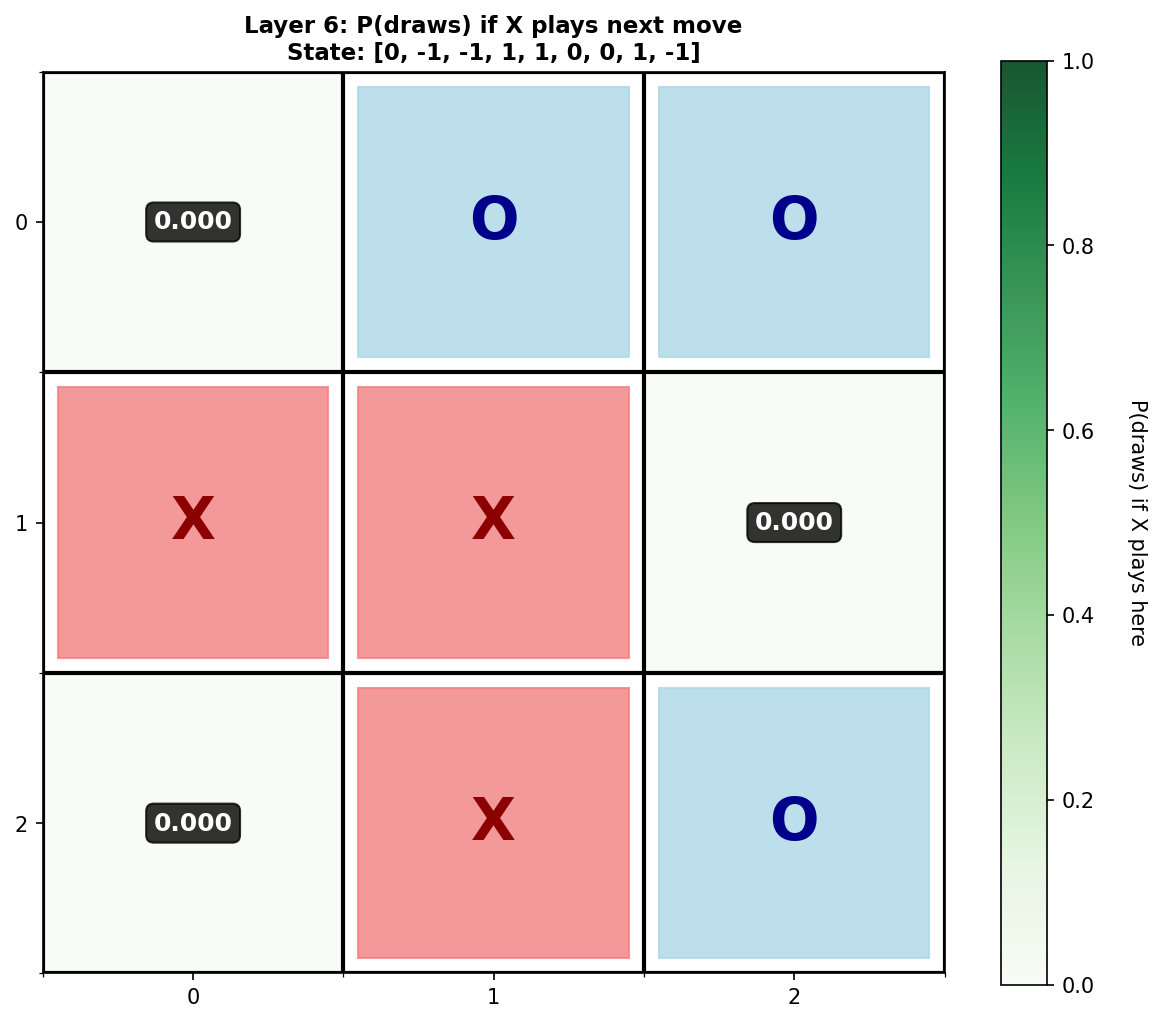 Layer 6: P(draws) if X plays next move
State: [0, -1, -1, 1, 1, 0, 0, 1, -1]
1.0
0.8
0.6
0.4
0.2
0.0
P(draws) if X plays here
0
0.000
O
O
1
X
X
0.000
2
0.000
X
O
0
1
2